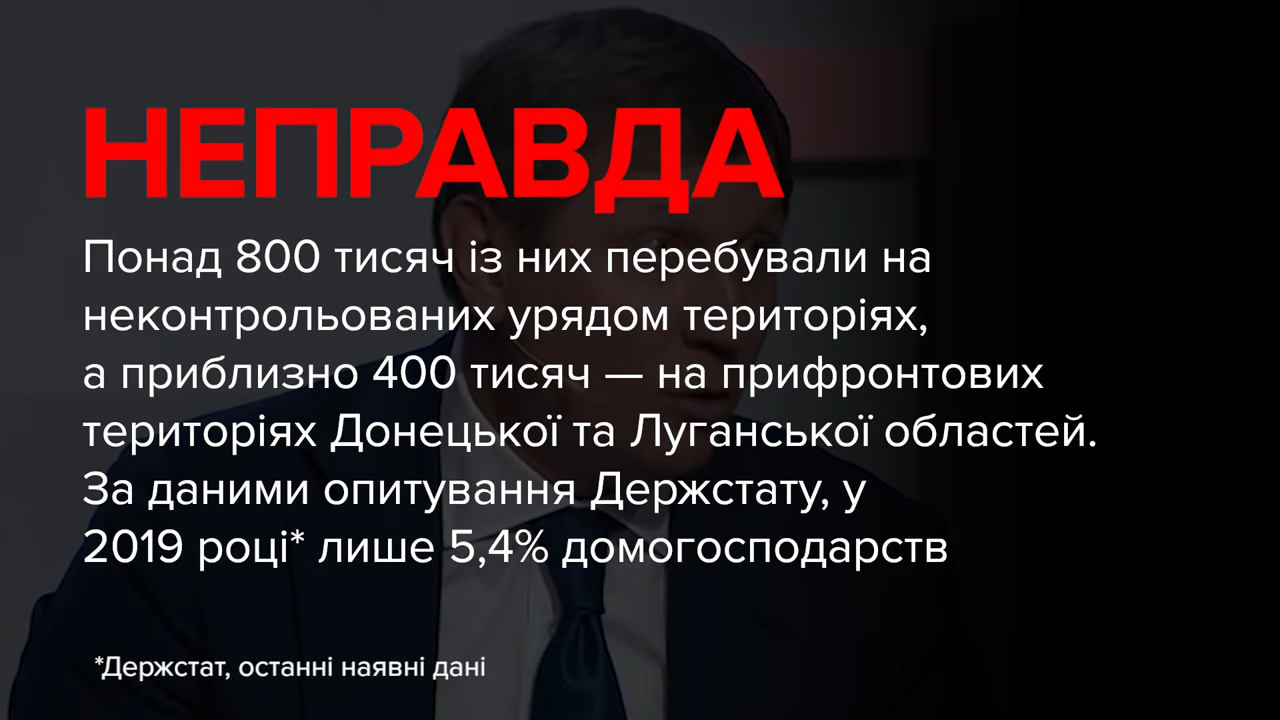 НЕПРАВДА
Понад 800 тисяч із них перебували на
неконтрольованих урядом територіях,
а приблизно 400 тисяч — на прифронтових
територіях Донецької та Луганської областей.
За даними опитування Держстату, у
2019 році* лише 5,4% домогосподарств
*Держстат, останні наявні дані